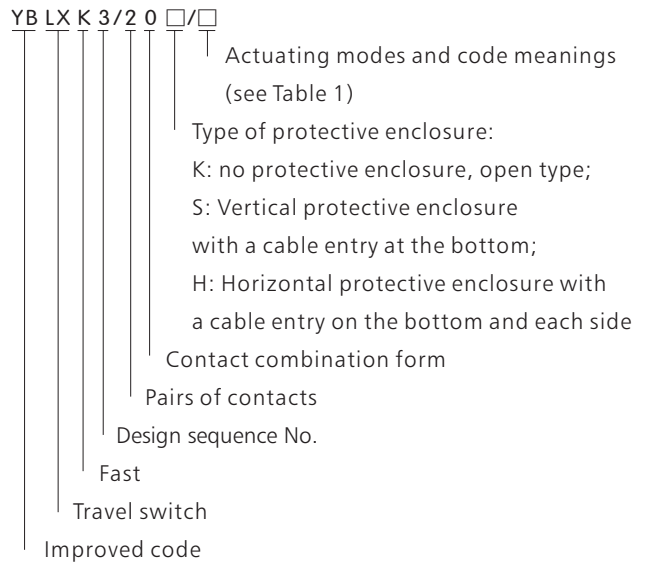 YB LX K 3/2 0 □/□
Actuating modes and code meanings
(see Table 1)
Type of protective enclosure:
K: no protective enclosure, open type;
S: Vertical protective enclosure
with a cable entry at the bottom;
H: Horizontal protective enclosure with
a cable entry on the bottom and each side
Contact combination form
Pairs of contacts
Design sequence No.
Fast
Travel switch
Improved code